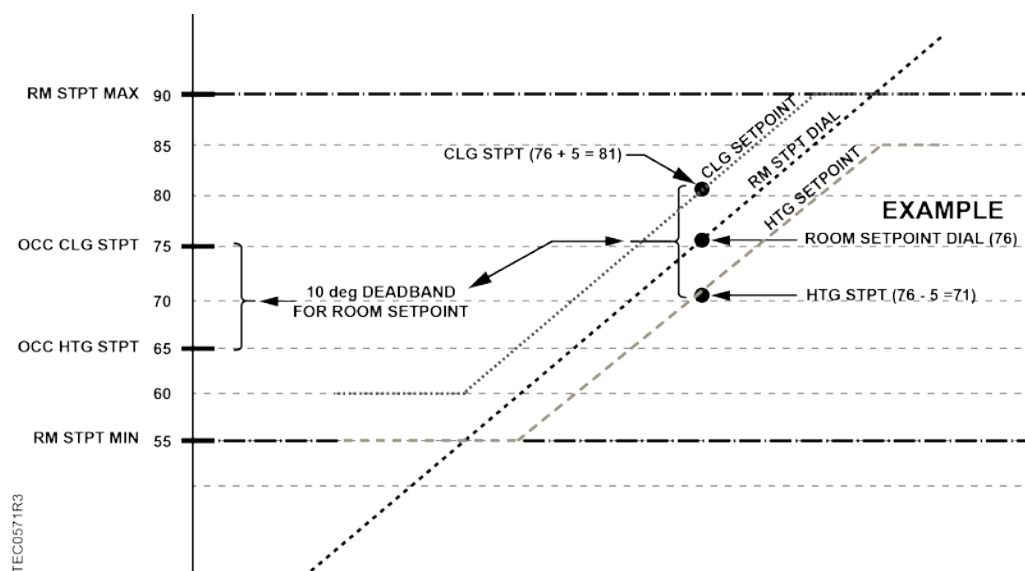 RM STPT MAX 90
85
CLG STPT (76 + 5 = 81)
CLG SETPOINT
RM STPT DIAL
HTG SETPOINT
80
EXAMPLE
OCC CLG STPT 75
ROOM SETPOINT DIAL (76)
10 deg DEADBAND
FOR ROOM SETPOINT
70
HTG STPT (76 - 5 =71)
OCC HTG STPT 65
60
RM STPT MIN 55
TEC0571R3